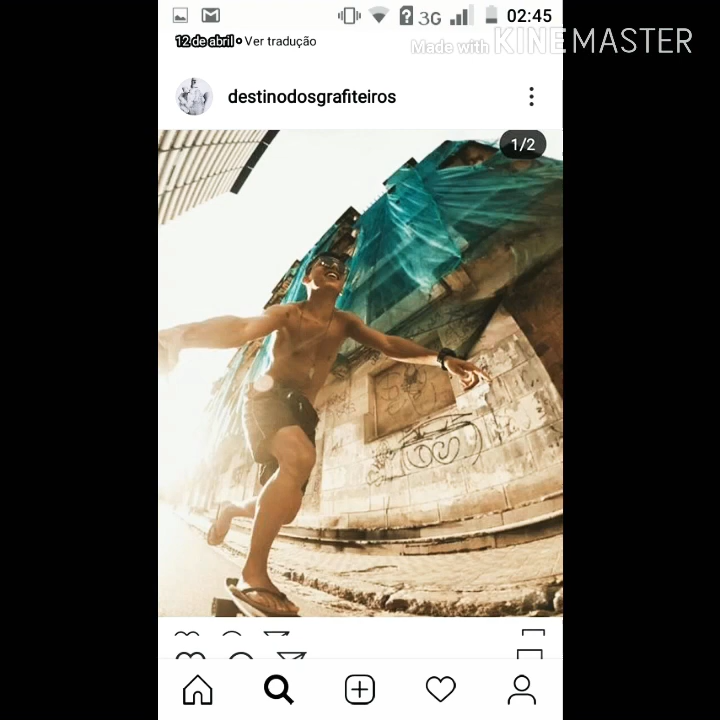 3G 02:45
12 de abril • Ver tradução
Made with KINEMASTER
destinodosgrafiteiros
1/2